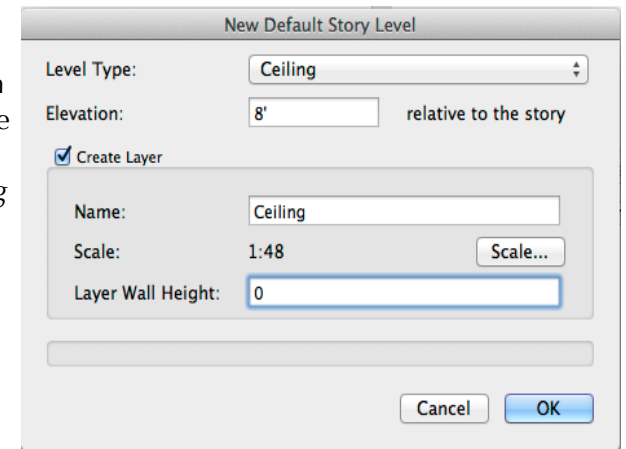 New Default Story Level
Level Type: Ceiling
Elevation: 8' relative to the story
Create Layer
Name: Ceiling
Scale: 1:48 Scale...
Layer Wall Height: 0
Cancel OK